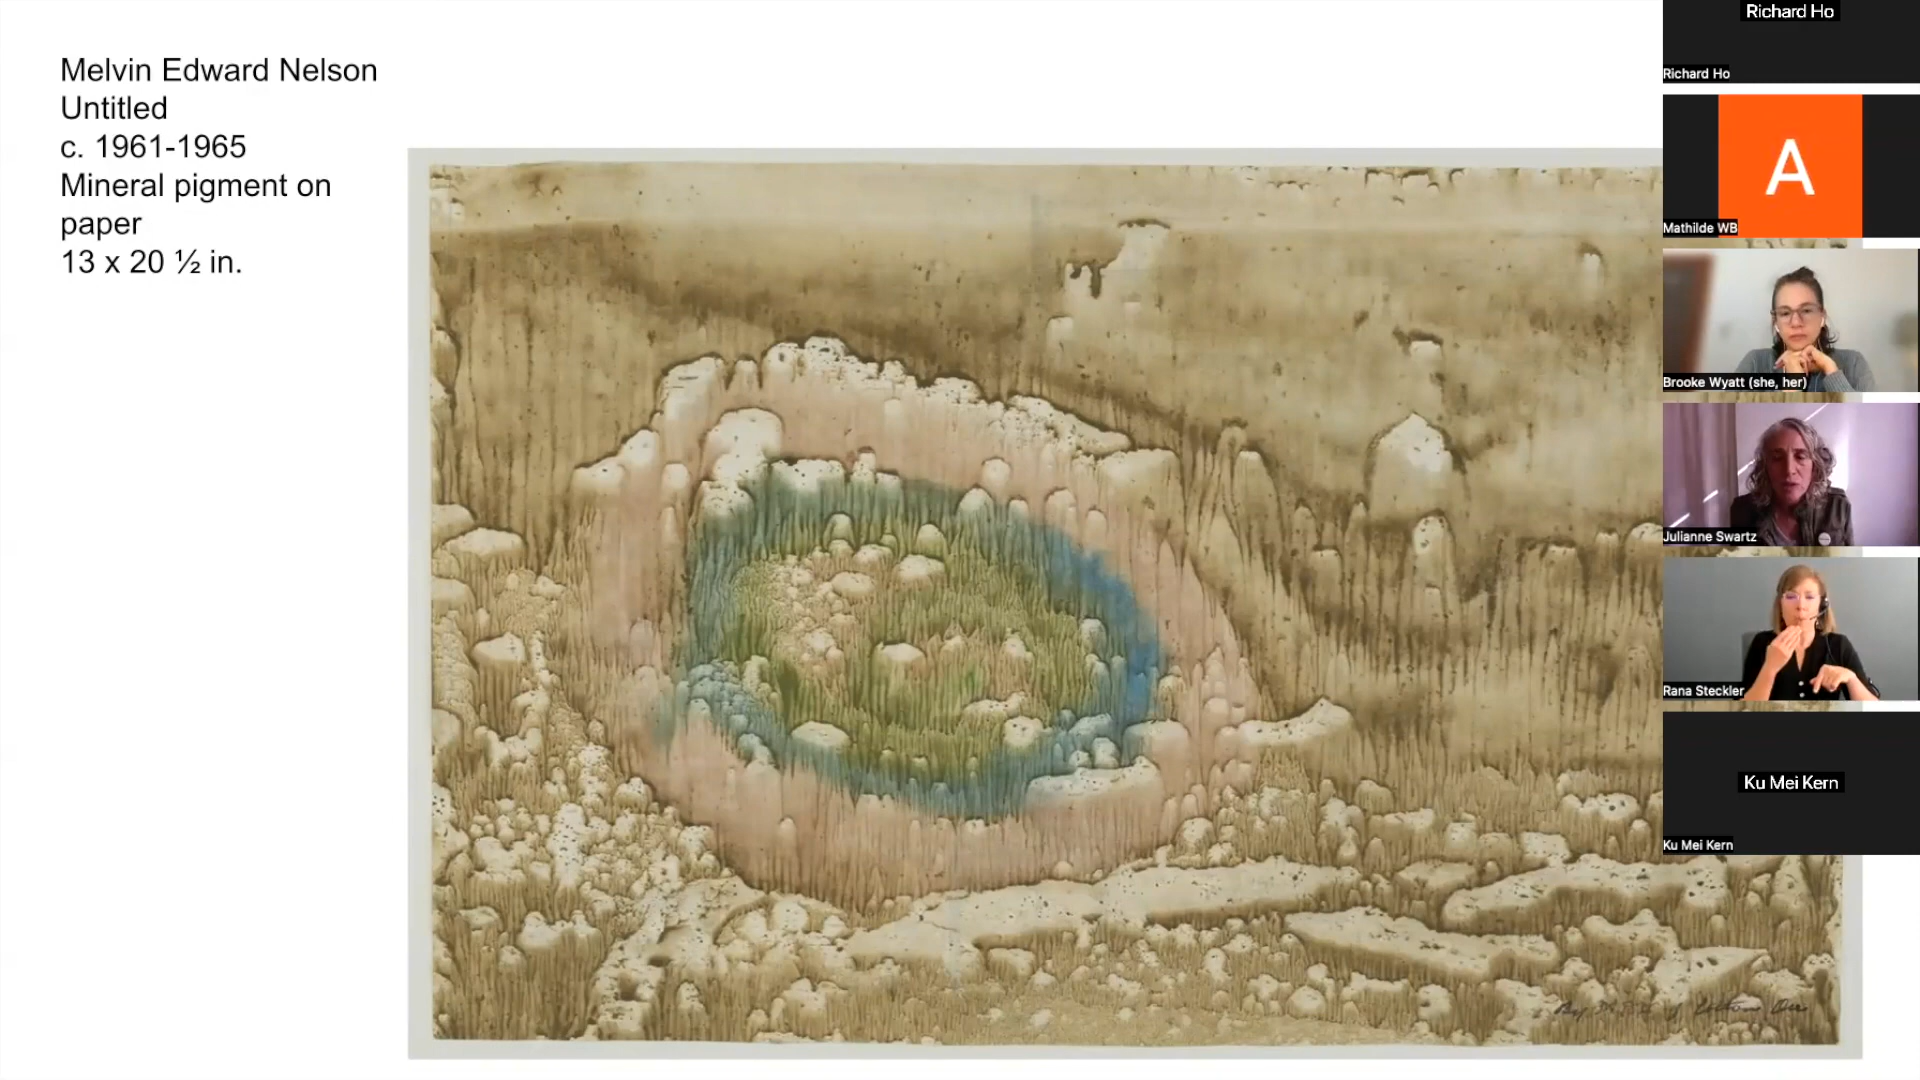 Melvin Edward Nelson
Untitled
c. 1961-1965
Mineral pigment on
paper
13 x 20 ½ in.
Richard Ho
Richard Ho
A
Mathilde WB
Brooke Wyatt (she, her)
Julianne Swartz
Rana Steckler
Ku Mei Kern
Ku Mei Kern
By